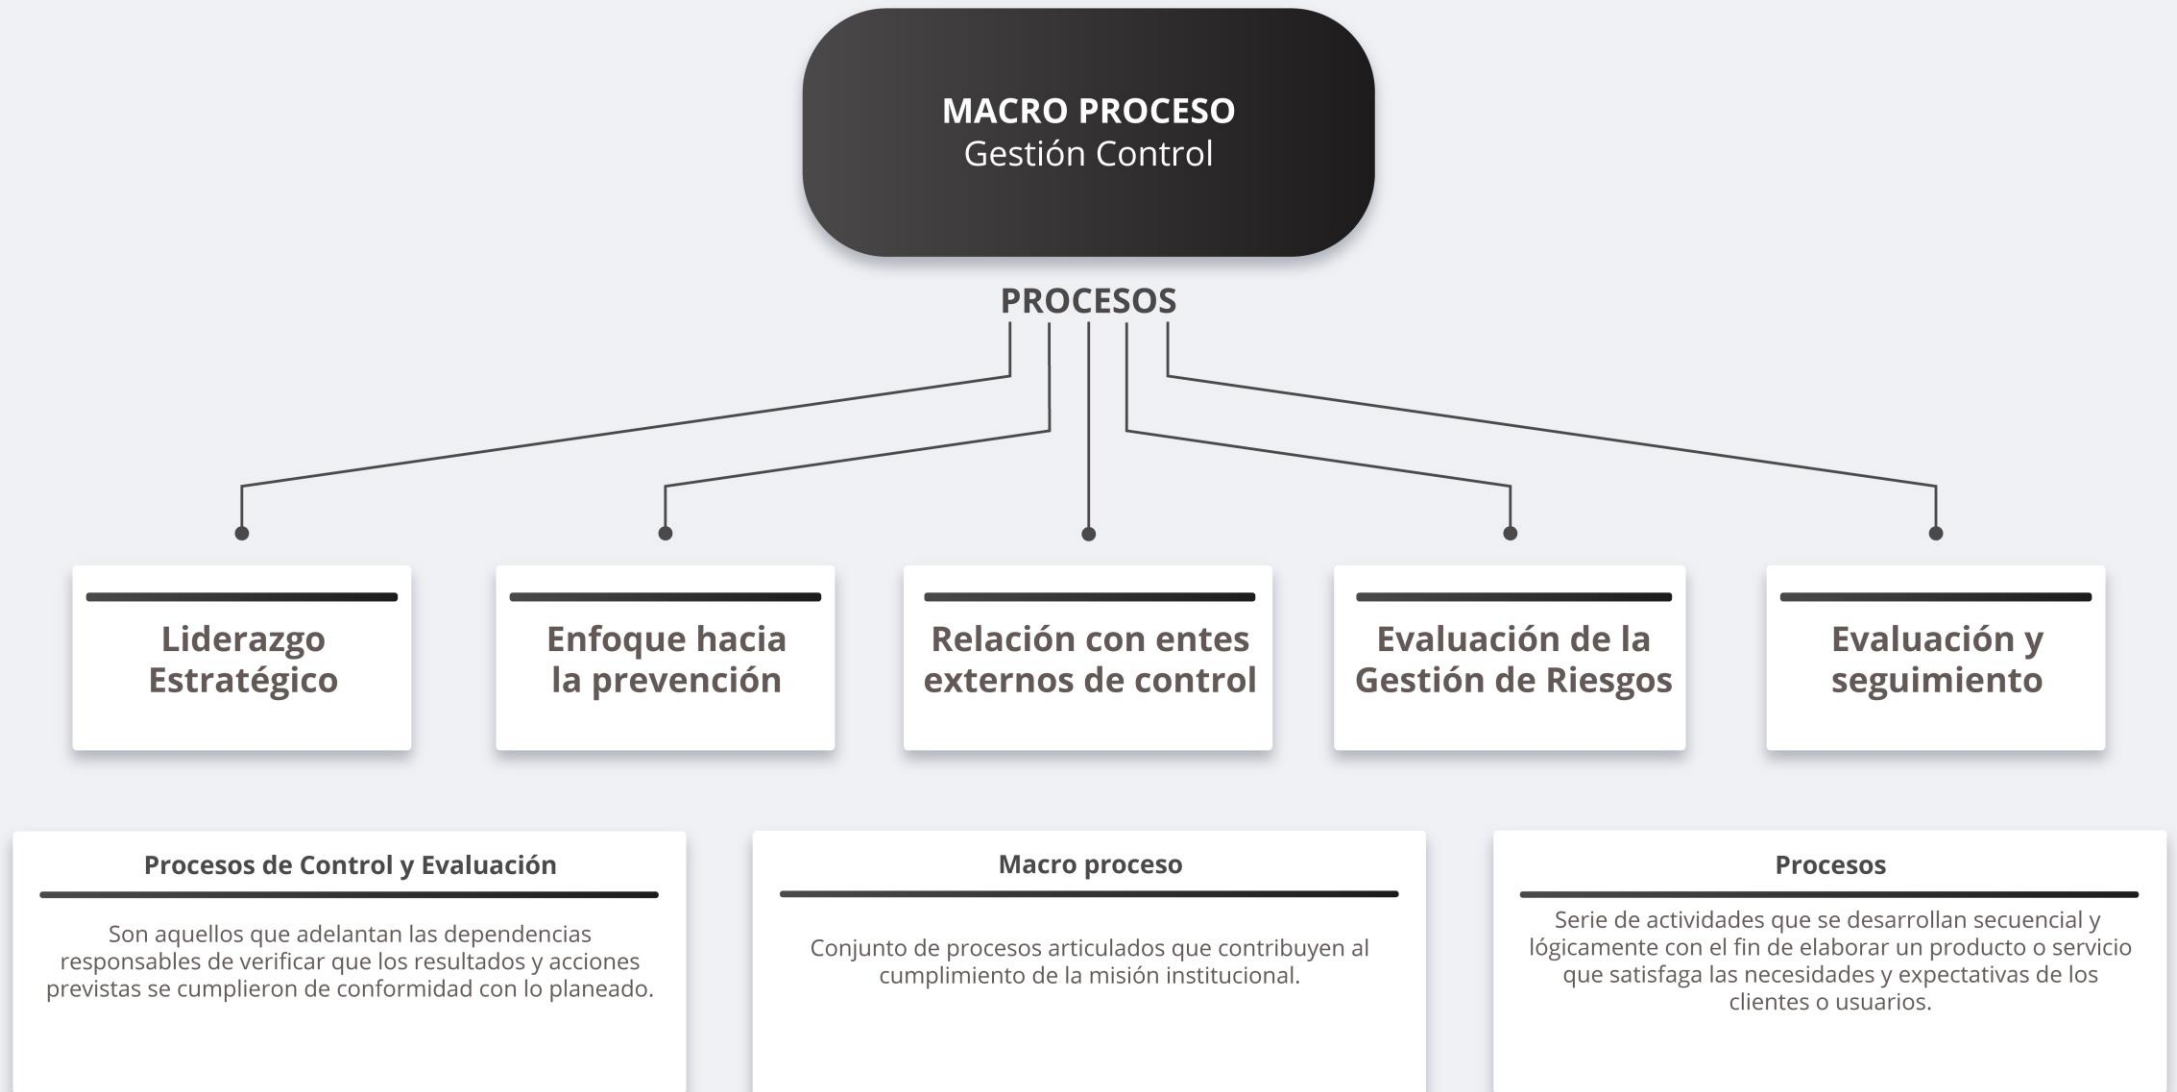 MACRO PROCESO
Gestión Control
PROCESOS
Liderazgo
Estratégico
Enfoque hacia
la prevención
Relación con entes
externos de control
Evaluación de la
Gestión de Riesgos
Evaluación y
seguimiento
Procesos de Control y Evaluación
Son aquellos que adelantan las dependencias
responsables de verificar que los resultados y acciones
previstas se cumplieron de conformidad con lo planeado.
Macro proceso
Conjunto de procesos articulados que contribuyen al
cumplimiento de la misión institucional.
Procesos
Serie de actividades que se desarrollan secuencial y
lógicamente con el fin de elaborar un producto o servicio
que satisfaga las necesidades y expectativas de los
clientes o usuarios.